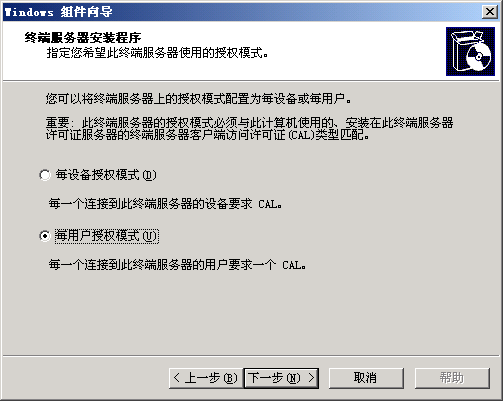 Windows 组件向导
终端服务器安装程序
指定您希望此终端服务器使用的授权模式。
您可以将终端服务器上的授权模式配置为每设备或每用户。
重要: 此终端服务器的授权模式必须与此计算机使用的、安装在此终端服务器
许可证服务器的终端服务器客户端访问许可证(CAL)类型匹配。
每设备授权模式(D)
每一个连接到此终端服务器的设备要求 CAL。
每用户授权模式(U)
每一个连接到此终端服务器的用户要求一个 CAL。
< 上一步(B) 下一步(N) > 取消 帮助